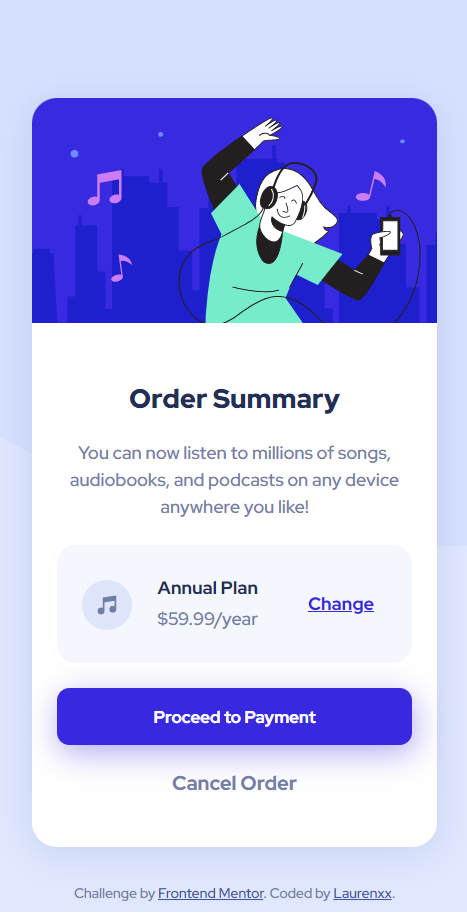 Order Summary
You can now listen to millions of songs,
audiobooks, and podcasts on any device
anywhere you like!
Annual Plan
$59.99/year
Change
Proceed to Payment
Cancel Order
Challenge by Frontend Mentor. Coded by Laurenxx.